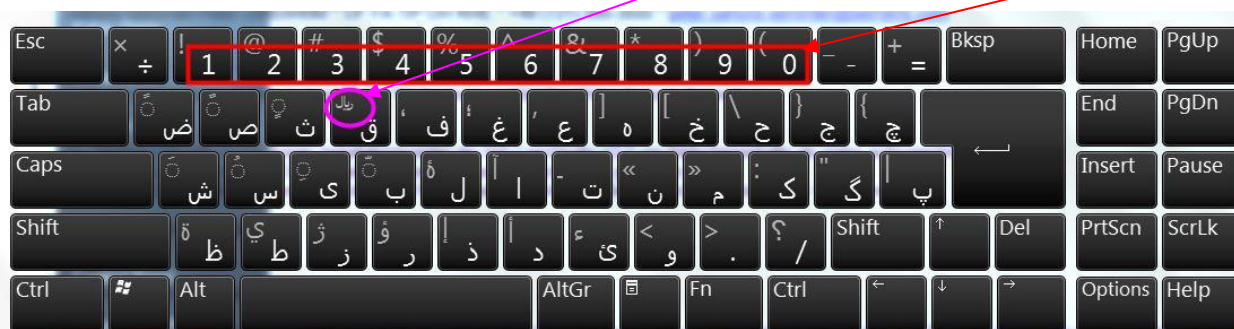 Esc × ÷ ! 1 @ 2 # 3 $ 4 % 5 ^ 6 & 7 * 8 ) 9 ( 0 _ - + = Bksp Home PgUp
Tab ◌ً ض ◌ٌ ص ◌ٍ ث ریال ق ، ف ؛ غ , ع ] ه [ خ \ ح } ج { چ End PgDn
Caps ◌َ ش ◌ُ س ◌ِ ی ◌ّ ب ۀ ل آ ا ـ ت « ن » م : ک " گ | پ Insert Pause
Shift ة ظ ي ط ژ ز ؤ ر إ ذ أ د ء ئ < و > . ؟ / Shift ↑ Del PrtScn ScrLk
Ctrl Alt AltGr Fn Ctrl ← ↓ → Options Help